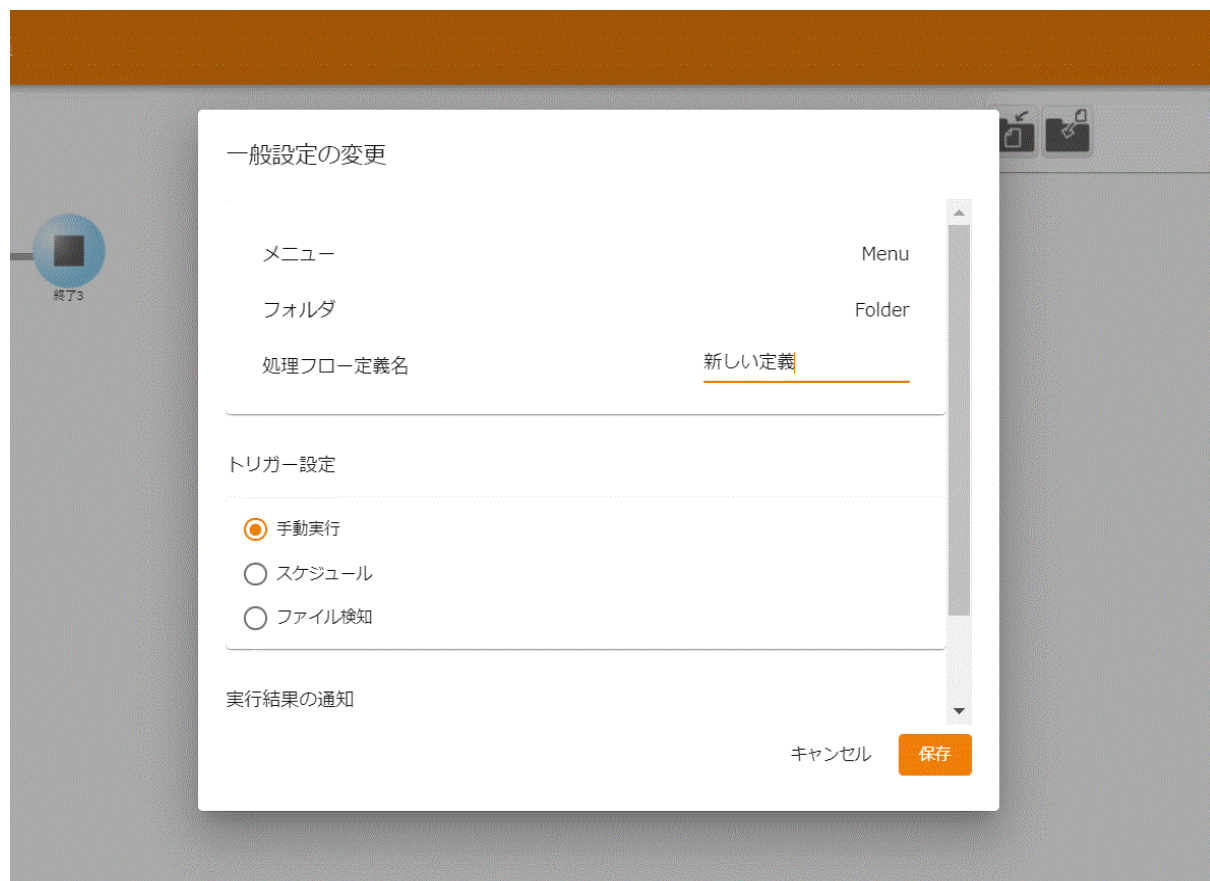 一般設定の変更
メニュー Menu
フォルダ Folder
処理フロー定義名 新しい定義
終了3
トリガー設定
手動実行
スケジュール
ファイル検知
実行結果の通知
キャンセル 保存